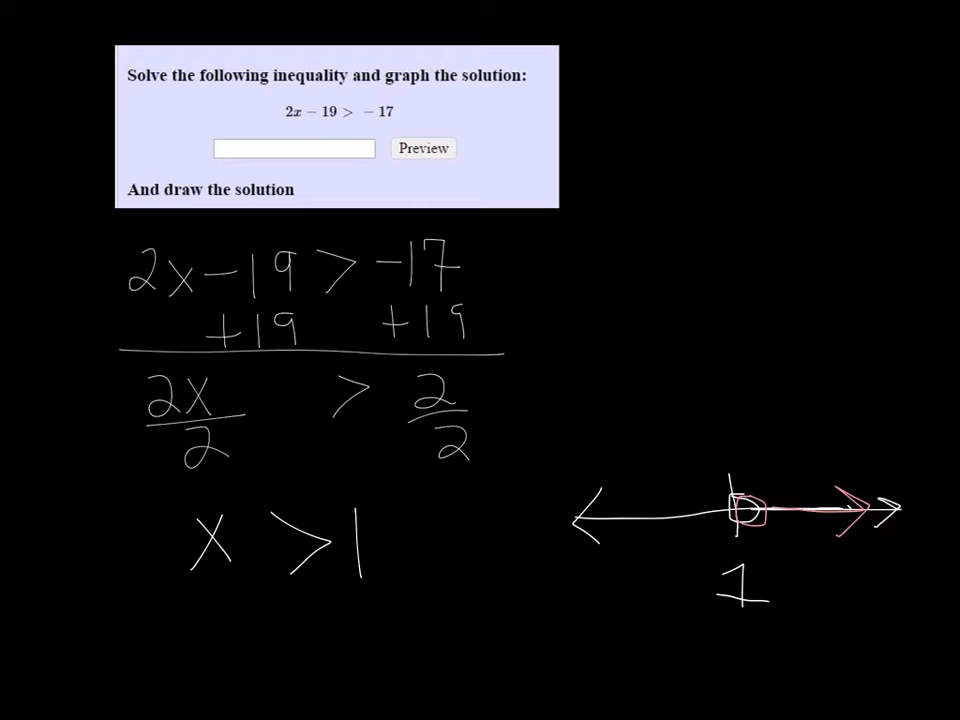 Solve the following inequality and graph the solution:
2x − 19 > − 17
Preview
And draw the solution
2x − 19 > −17
+19 +19
2x > 2
2 2
x > 1
1